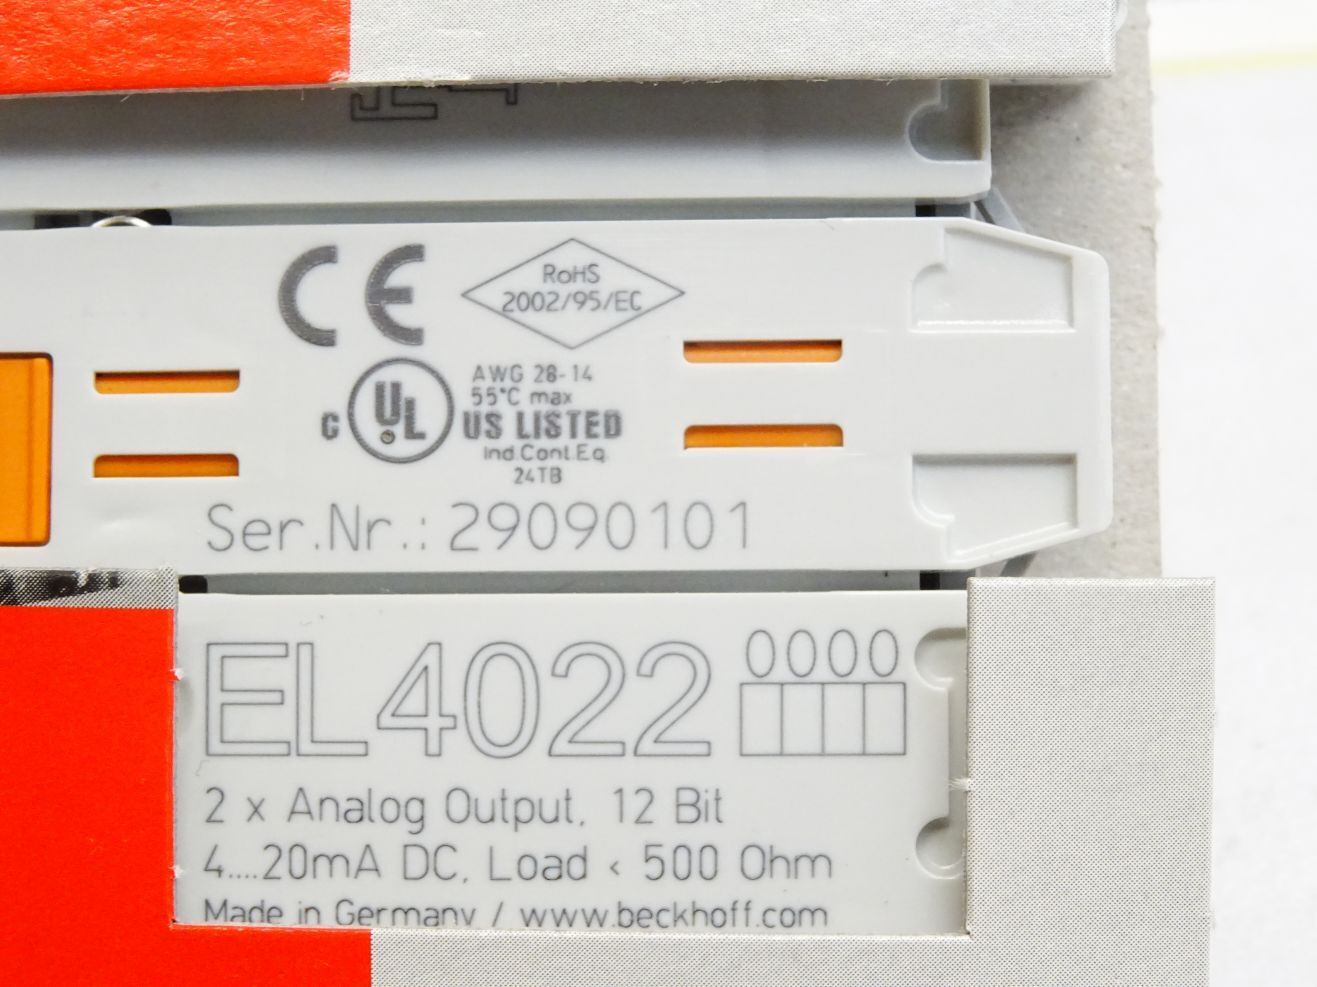 CE
RoHS
2002/95/EC
AWG 28-14
55°C max
C UL US LISTED
Ind.Cont.Eq.
24TB
Ser.Nr.: 29090101
EL4022
2 x Analog Output, 12 Bit
4....20mA DC, Load < 500 Ohm
Made in Germany / www.beckhoff.com